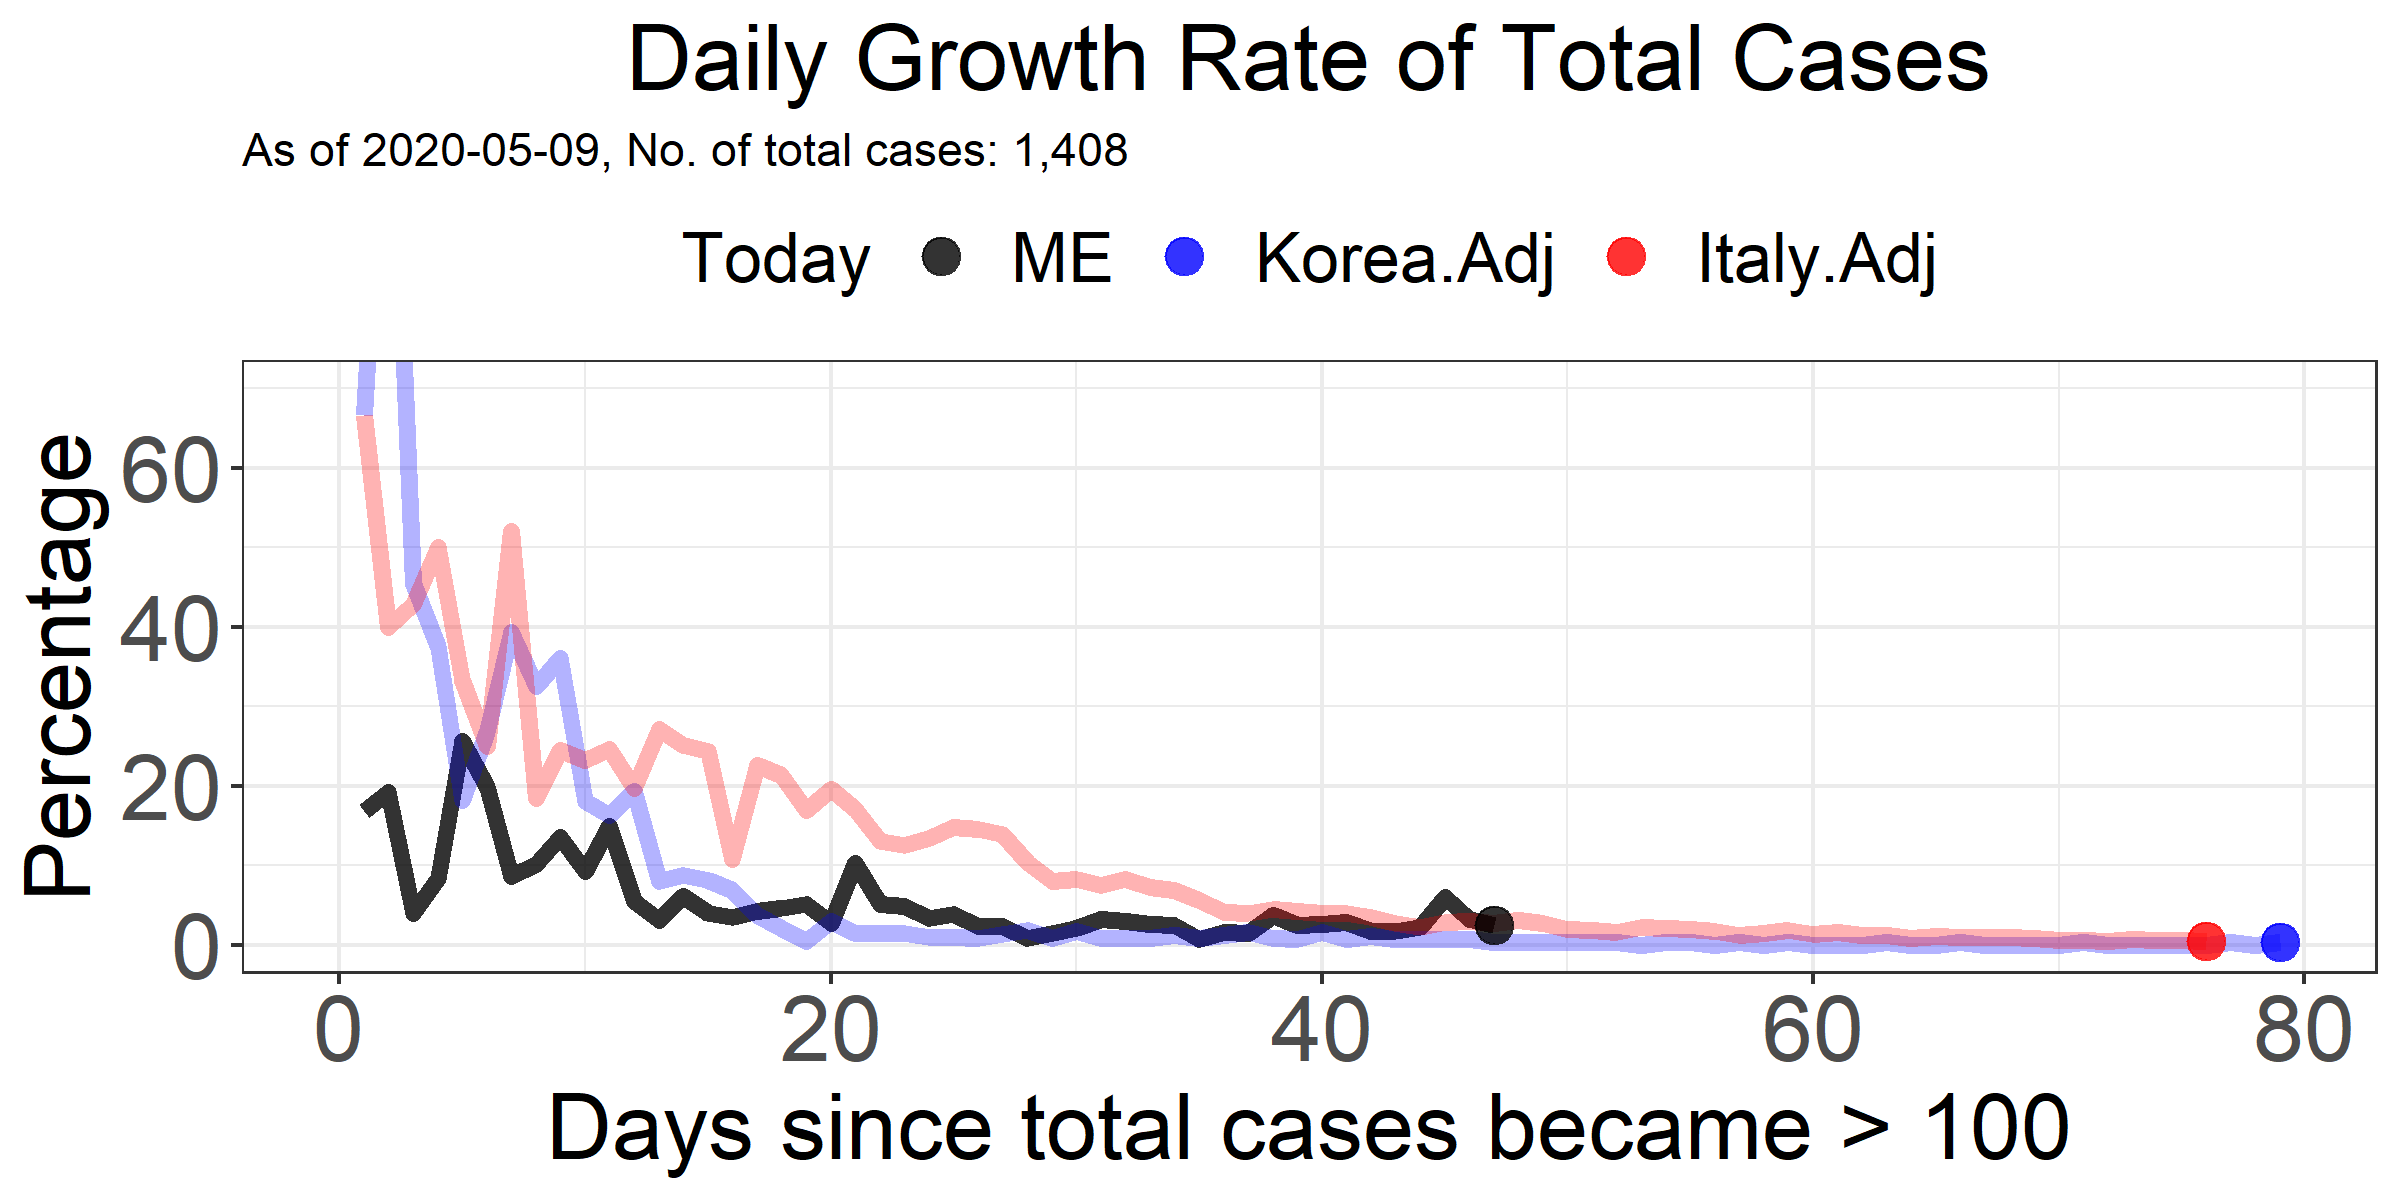 Daily Growth Rate of Total Cases
As of 2020-05-09, No. of total cases: 1,408
Today ME Korea.Adj Italy.Adj
Percentage
60
40
20
0
0 20 40 60 80
Days since total cases became > 100